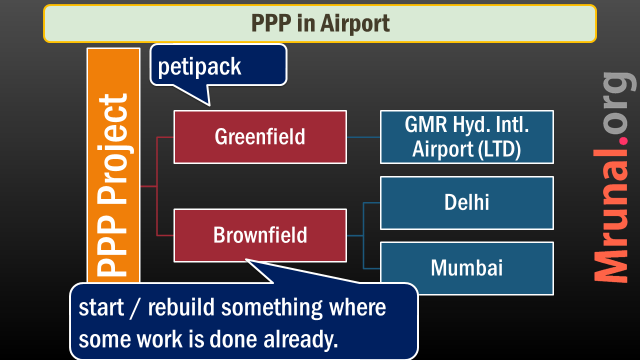 PPP in Airport
petipack
PPP Project
Greenfield
GMR Hyd. Intl.
Airport (LTD)
Brownfield
Delhi
Mumbai
start / rebuild something where
some work is done already.
Mrunal.org